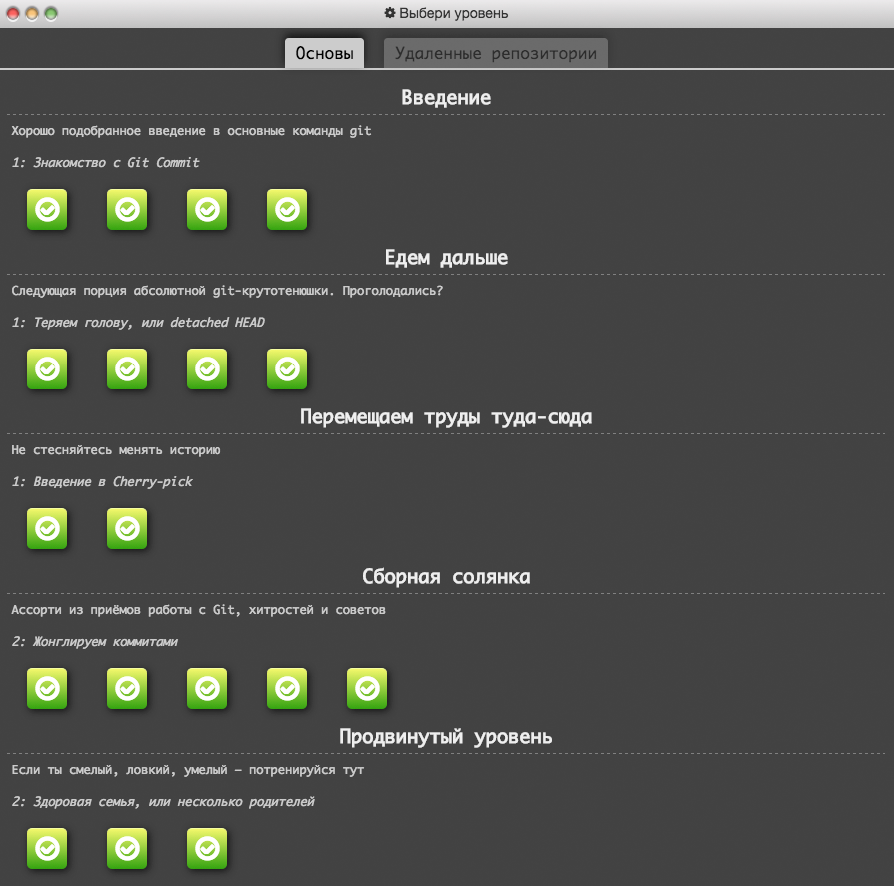 Выбери уровень
Основы
Удаленные репозитории
Введение
Хорошо подобранное введение в основные команды git
1: Знакомство с Git Commit
Едем дальше
Следующая порция абсолютной git-крутотенюшки. Проголодались?
1: Теряем голову, или detached HEAD
Перемещаем труды туда-сюда
Не стесняйтесь менять историю
1: Введение в Cherry-pick
Сборная солянка
Ассорти из приёмов работы с Git, хитростей и советов
2: Жонглируем коммитами
Продвинутый уровень
Если ты смелый, ловкий, умелый – потренируйся тут
2: Здоровая семья, или несколько родителей